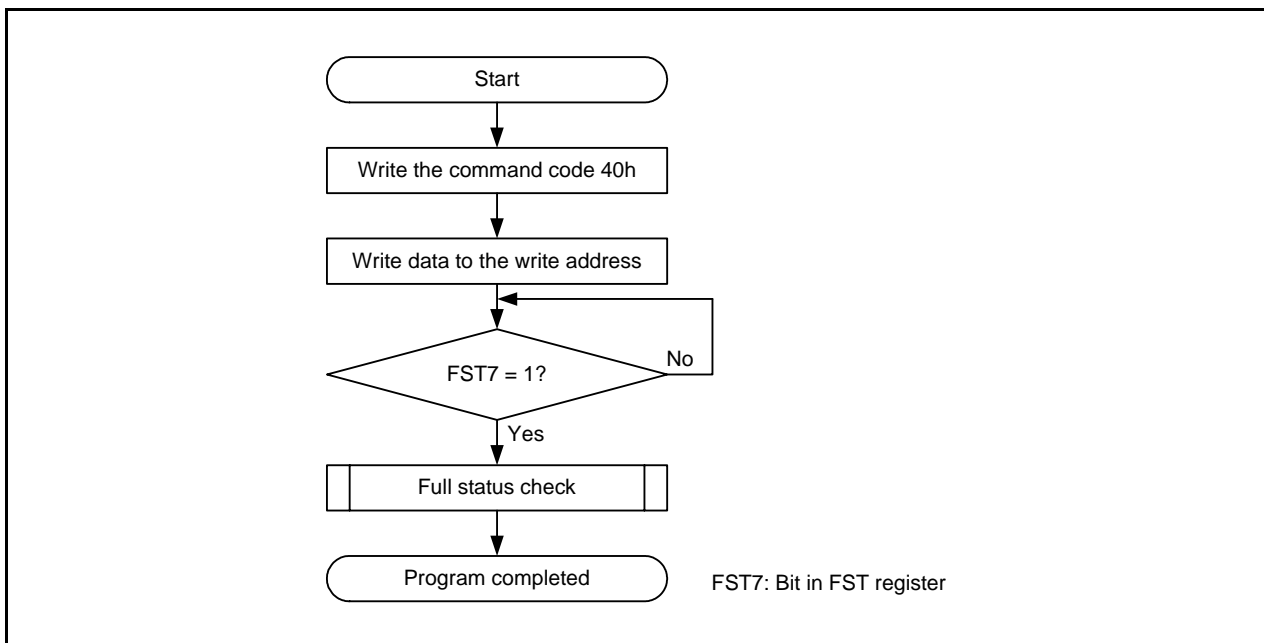 Start
Write the command code 40h
Write data to the write address
FST7 = 1?
No
Yes
Full status check
Program completed
FST7: Bit in FST register